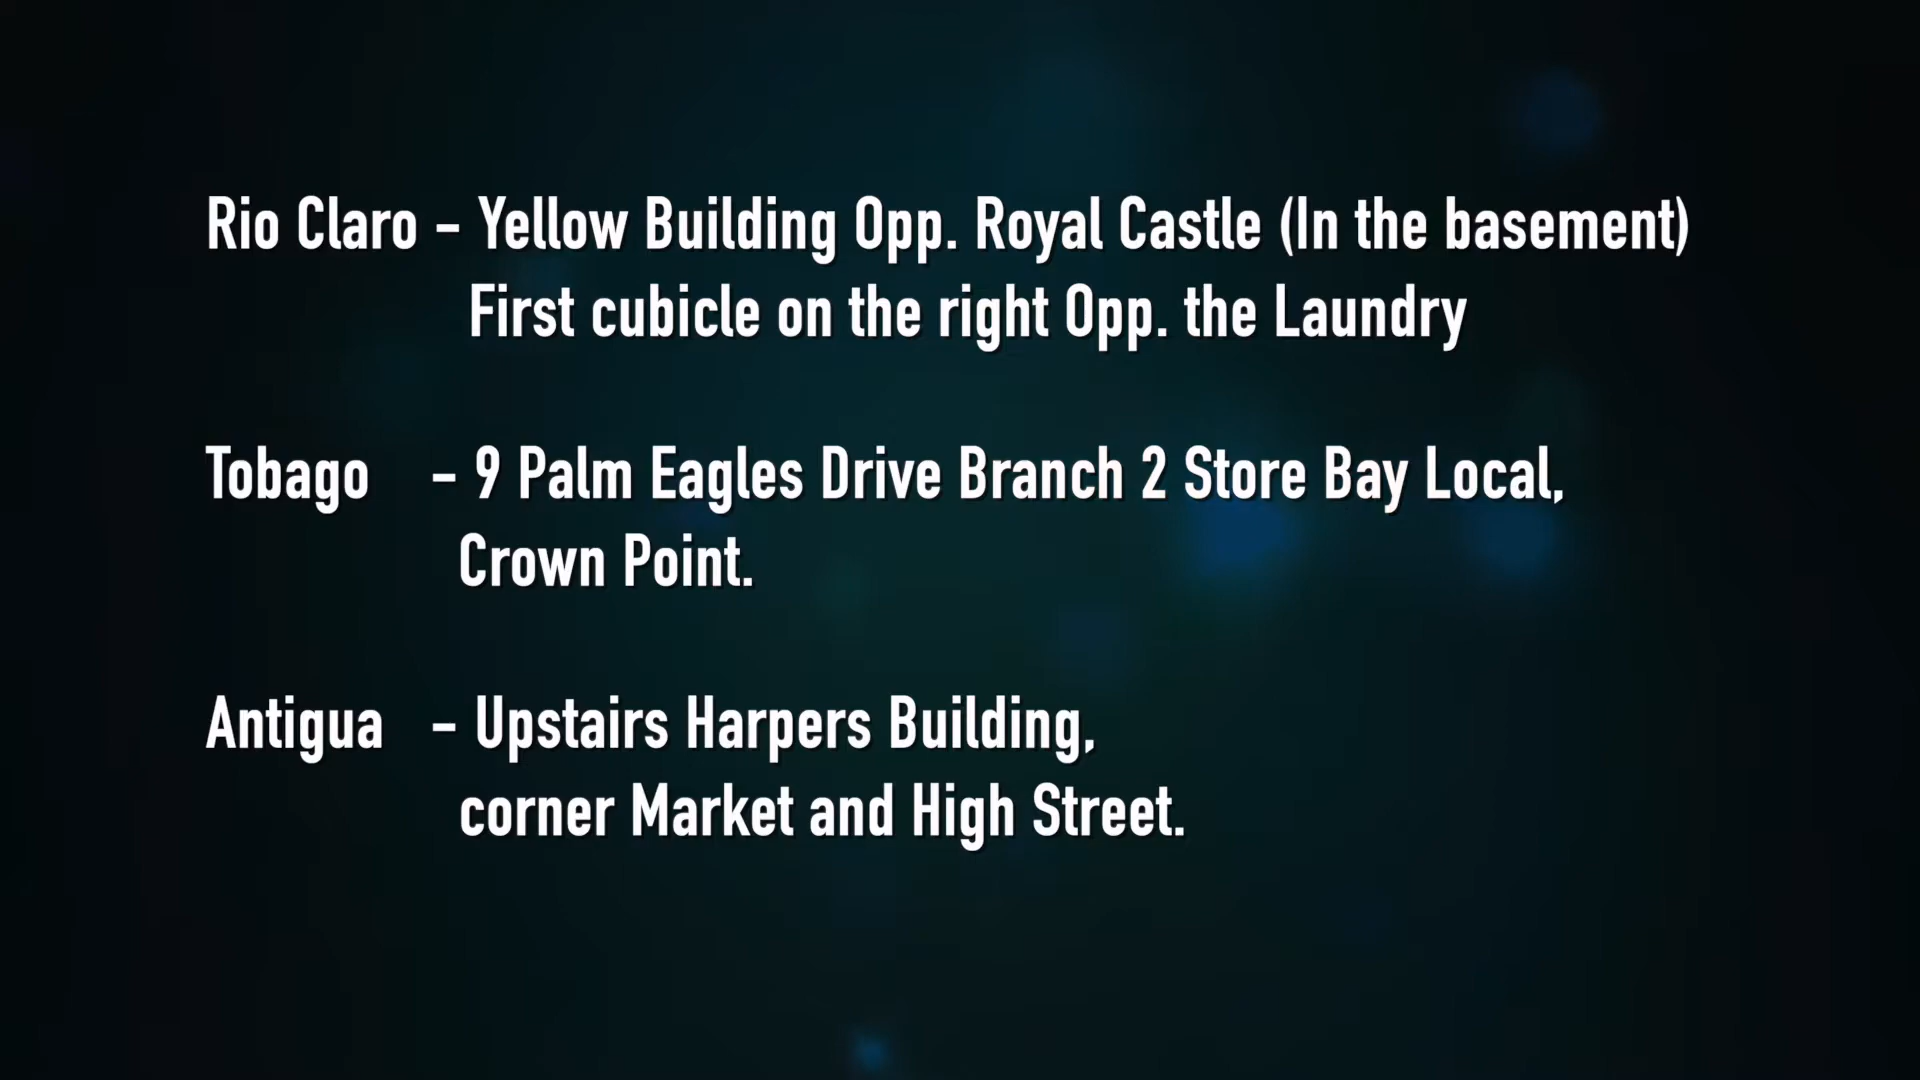 Rio Claro – Yellow Building Opp. Royal Castle (In the basement)
First cubicle on the right Opp. the Laundry
Tobago – 9 Palm Eagles Drive Branch 2 Store Bay Local,
Crown Point.
Antigua – Upstairs Harpers Building,
corner Market and High Street.